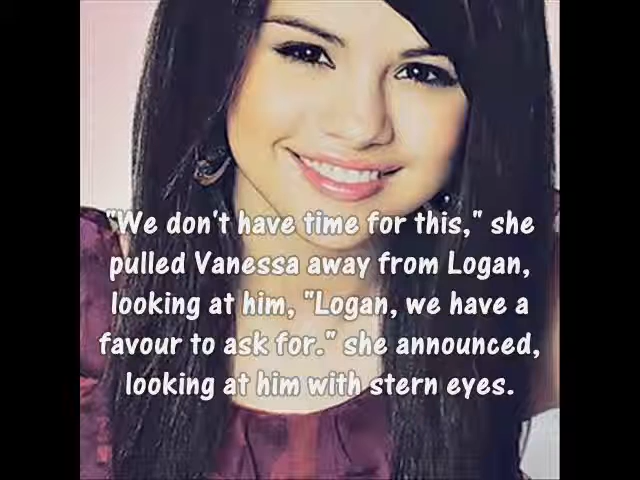 "We don't have time for this," she
pulled Vanessa away from Logan,
looking at him, "Logan, we have a
favour to ask for." she announced,
looking at him with stern eyes.